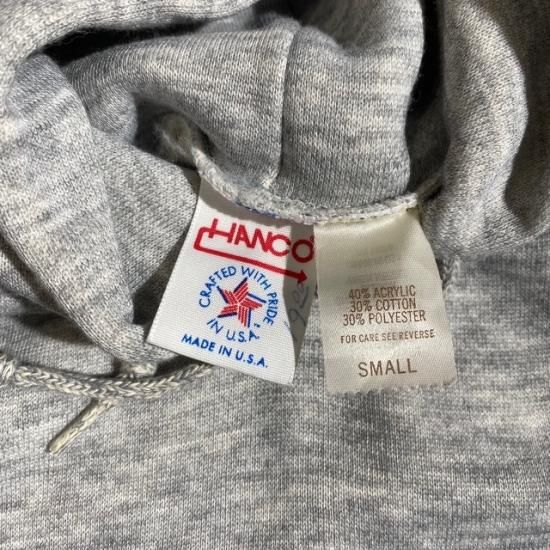 HANCO
CRAFTED WITH PRIDE
IN U.S.A.
MADE IN U.S.A.
40% ACRYLIC
30% COTTON
30% POLYESTER
FOR CARE SEE REVERSE
SMALL